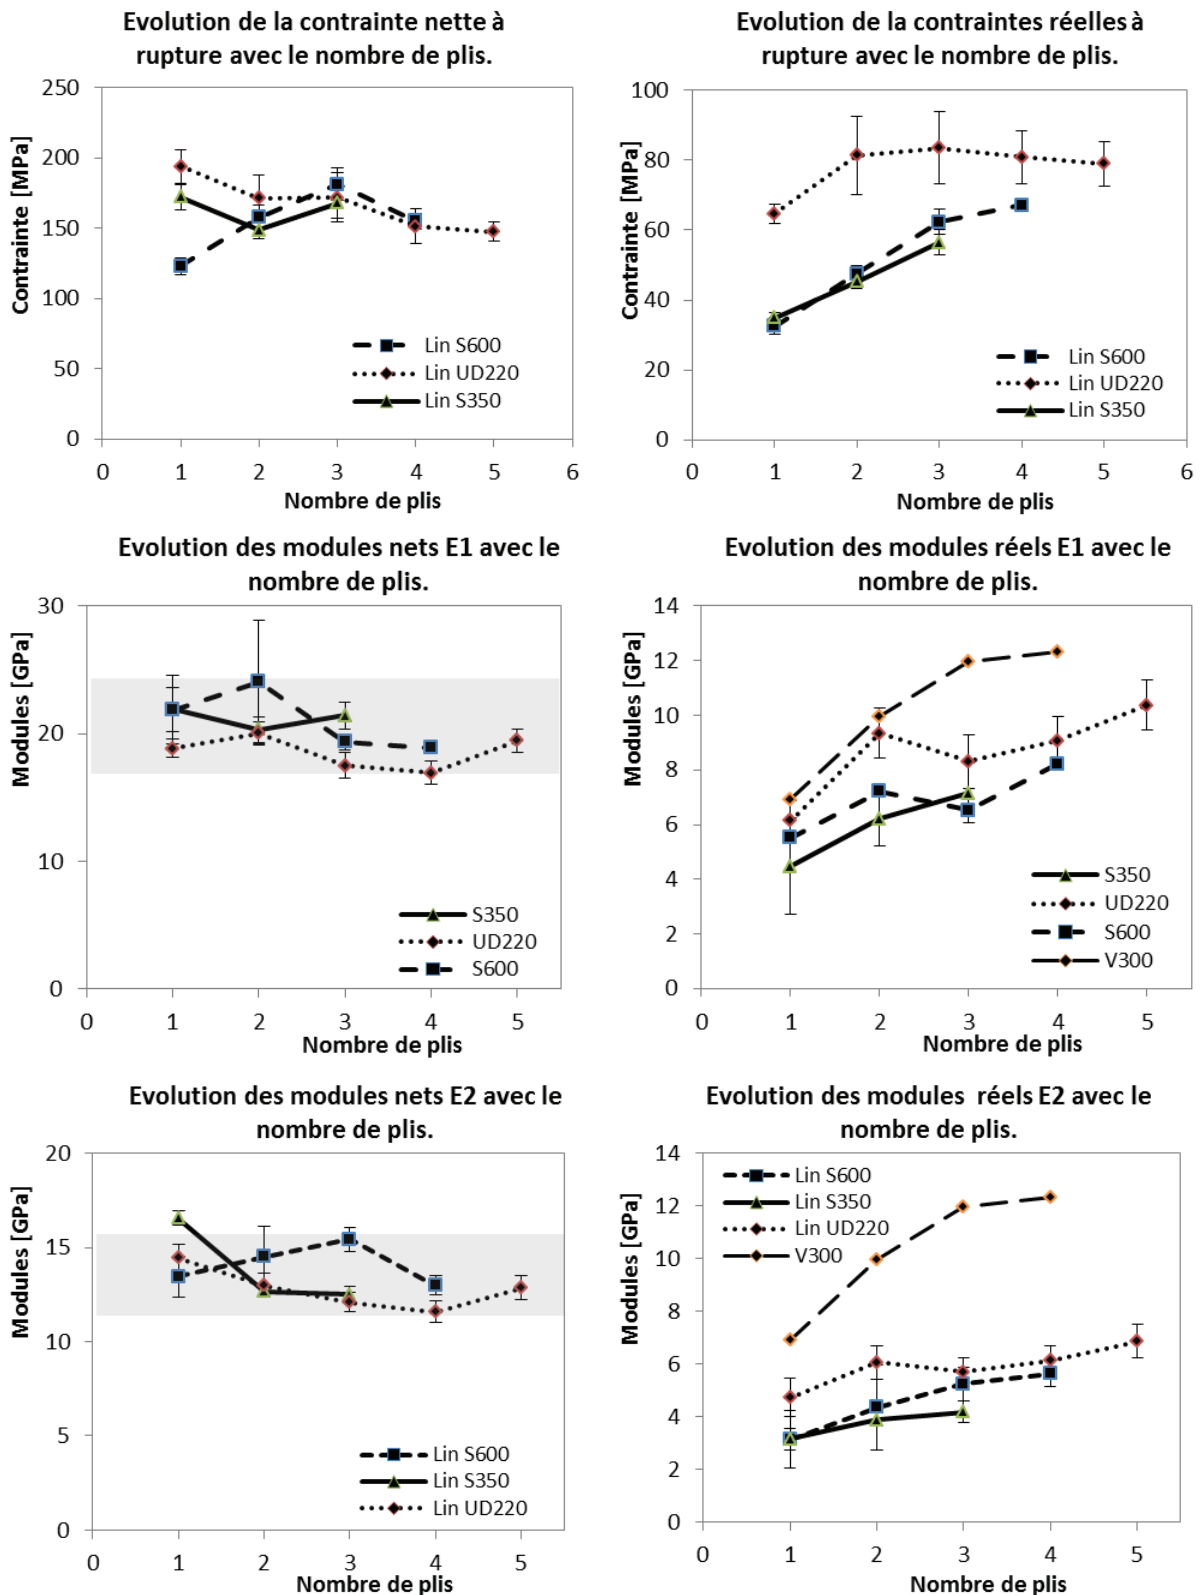 Evolution de la contrainte nette à
rupture avec le nombre de plis.
250
200
150
100
50
0
Contrainte [MPa]
Lin S600
Lin UD220
Lin S350
0 1 2 3 4 5 6
Nombre de plis
Evolution de la contraintes réelles à
rupture avec le nombre de plis.
100
80
60
40
20
0
Contrainte [MPa]
Lin S600
Lin UD220
Lin S350
0 1 2 3 4 5 6
Nombre de plis
Evolution des modules nets E1 avec le
nombre de plis.
30
20
10
0
Modules [GPa]
S350
UD220
S600
0 1 2 3 4 5
Nombre de plis
Evolution des modules réels E1 avec le
nombre de plis.
14
12
10
8
6
4
2
0
Modules [GPa]
S350
UD220
S600
V300
0 1 2 3 4 5
Nombre de plis
Evolution des modules nets E2 avec le
nombre de plis.
20
15
10
5
0
Modules [GPa]
Lin S600
Lin S350
Lin UD220
0 1 2 3 4 5
Nombre de plis
Evolution des modules  réels E2 avec le
nombre de plis.
14
12
10
8
6
4
2
0
Modules [GPa]
Lin S600
Lin S350
Lin UD220
V300
0 1 2 3 4 5
Nombre de plis